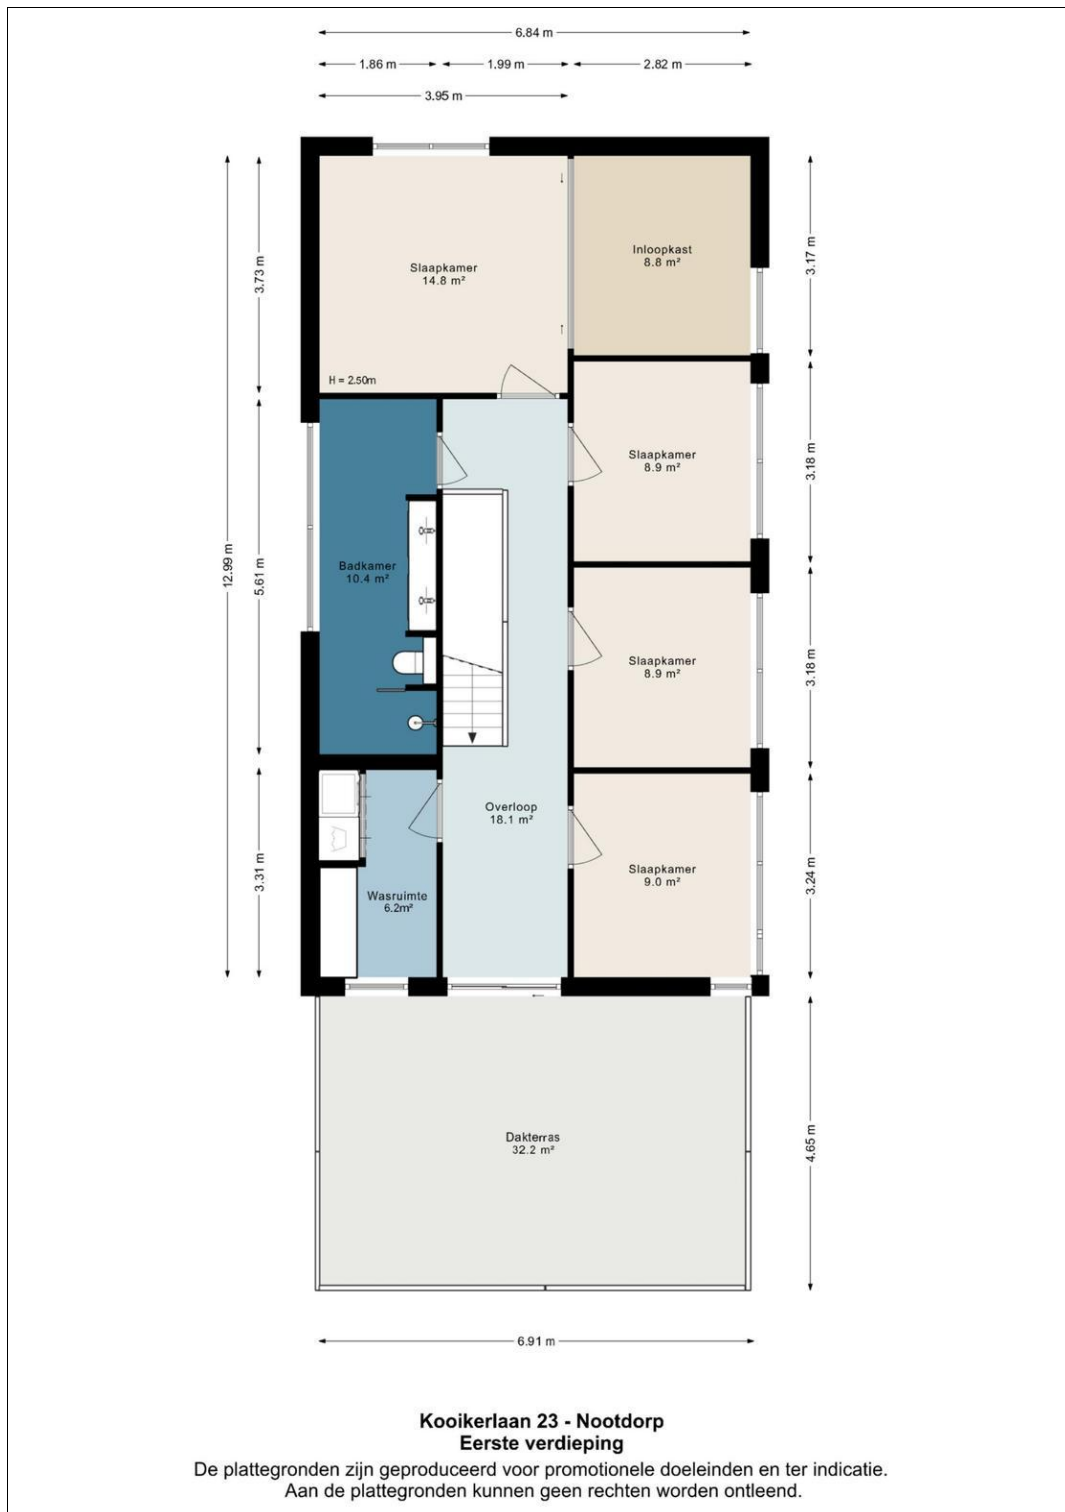 6.84 m
1.86 m
1.99 m
2.82 m
3.95 m
12.99 m
3.73 m
5.61 m
3.31 m
3.17 m
3.18 m
3.18 m
3.24 m
4.65 m
Slaapkamer
14.8 m²
H = 2.50m
Inloopkast
8.8 m²
Slaapkamer
8.9 m²
Badkamer
10.4 m²
Slaapkamer
8.9 m²
Overloop
18.1 m²
Slaapkamer
9.0 m²
Wasruimte
6.2m²
Dakterras
32.2 m²
6.91 m
Kooikerlaan 23 - Nootdorp
Eerste verdieping
De plattegronden zijn geproduceerd voor promotionele doeleinden en ter indicatie.
Aan de plattegronden kunnen geen rechten worden ontleend.